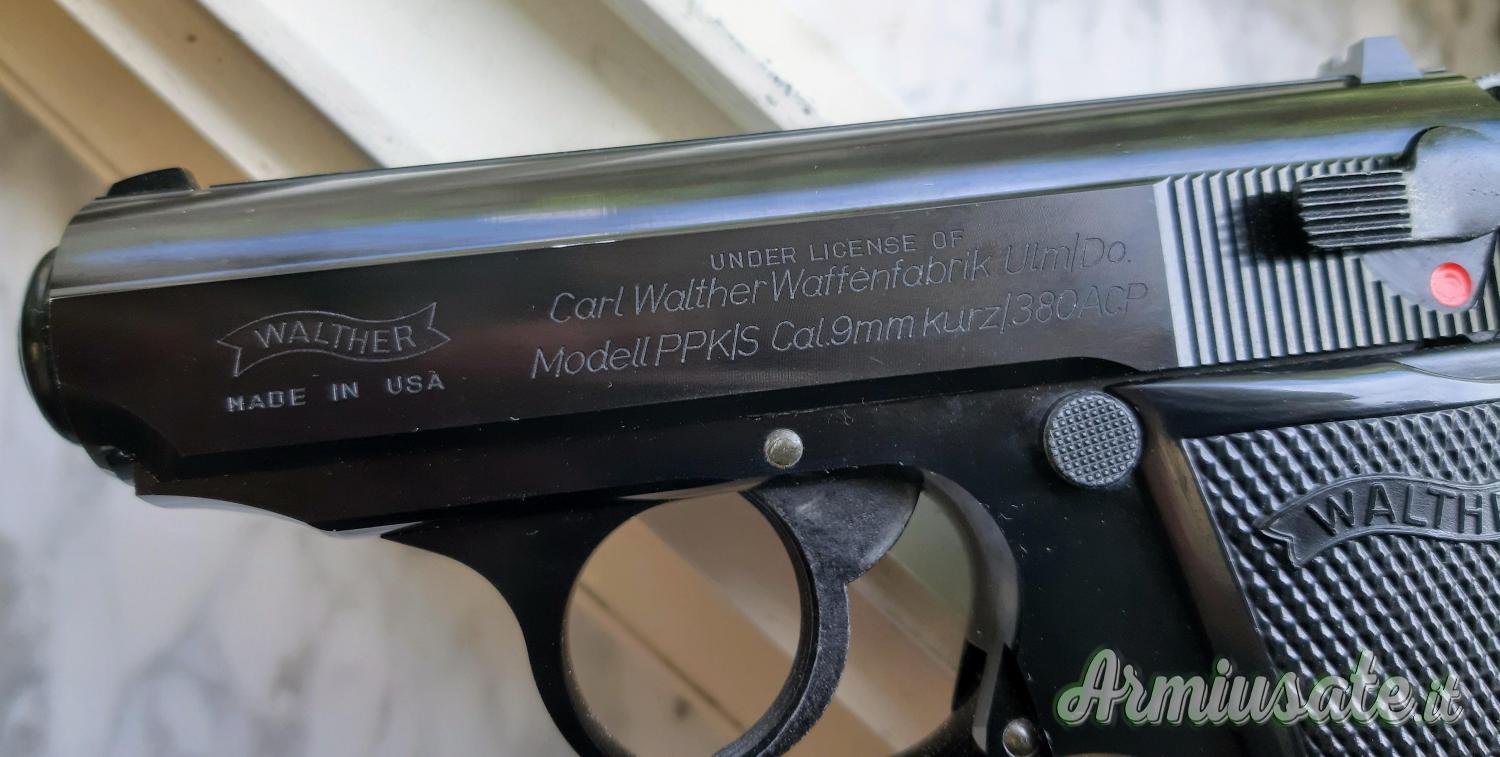 WALTHER
MADE IN USA
UNDER LICENSE OF
Carl Walther Waffenfabrik Ulm/Do.
Modell PPK/S Cal.9mm kurz/.380ACP
WALTHE
Armiusate.it